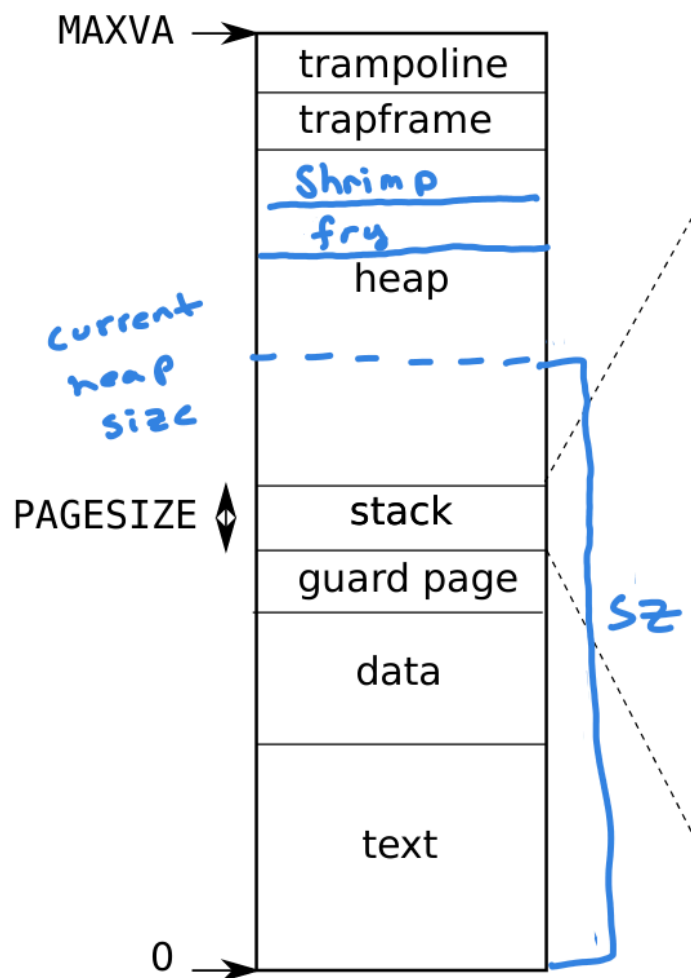 MAXVA
trampoline
trapframe
Shrimp
fry
heap
current
heap
size
PAGESIZE
stack
guard page
sz
data
text
0